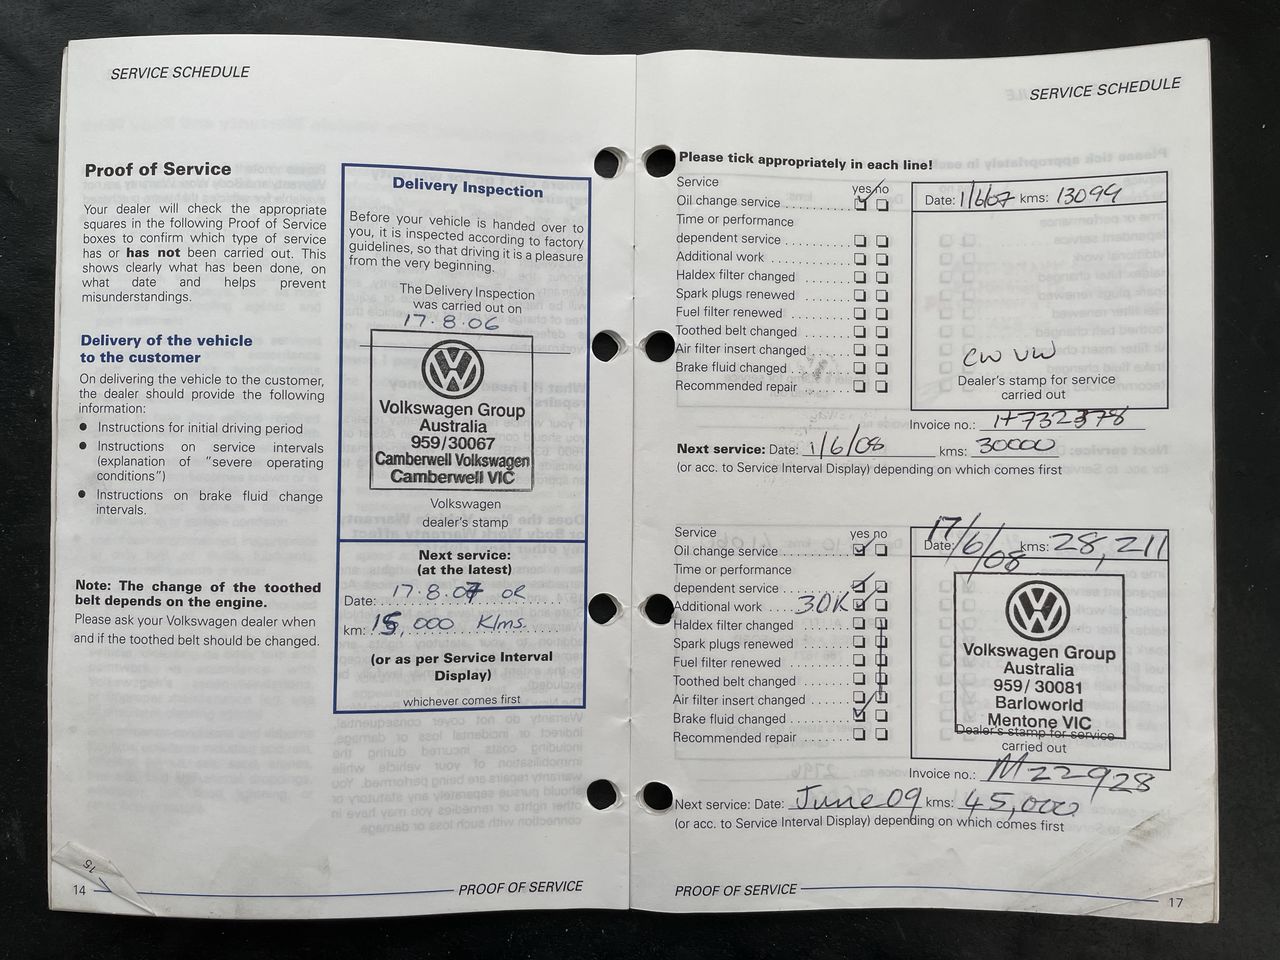 SERVICE SCHEDULE
Proof of Service
Your dealer will check the appropriate
squares in the following Proof of Service
boxes to confirm which type of service
has or has not been carried out. This
shows clearly what has been done, on
what date and helps prevent
misunderstandings.
Delivery of the vehicle
to the customer
On delivering the vehicle to the customer,
the dealer should provide the following
information:
● Instructions for initial driving period
● Instructions on service intervals
(explanation of "severe operating
conditions")
● Instructions on brake fluid change
intervals.
Note: The change of the toothed
belt depends on the engine.
Please ask your Volkswagen dealer when
and if the toothed belt should be changed.
Delivery Inspection
Before your vehicle is handed over to
you, it is inspected according to factory
guidelines, so that driving it is a pleasure
from the very beginning.
The Delivery Inspection
was carried out on
17.8.06
Volkswagen Group
Australia
959/30067
Camberwell Volkswagen
Camberwell VIC
Volkswagen
dealer's stamp
Next service:
(at the latest)
Date: 17.8.07 OR
km: 15,000 Klms.
(or as per Service Interval
Display)
whichever comes first
15
14
PROOF OF SERVICE
SERVICE SCHEDULE
Please tick appropriately in each line!
Service yes no
Oil change service
Time or performance
dependent service
Additional work
Haldex filter changed
Spark plugs renewed
Fuel filter renewed
Toothed belt changed
Air filter insert changed
Brake fluid changed
Recommended repair
Date: 1/6/07 kms: 13099
CW VW
Dealer's stamp for service
carried out
Invoice no.: H732378
Next service: Date: 1/6/08 kms: 30000
(or acc. to Service Interval Display) depending on which comes first
Service yes no
Oil change service
Time or performance
dependent service
Additional work 30K
Haldex filter changed
Spark plugs renewed
Fuel filter renewed
Toothed belt changed
Air filter insert changed
Brake fluid changed
Recommended repair
Date: 17/6/08 kms: 28,211
Volkswagen Group
Australia
959/30081
Barloworld
Mentone VIC
Dealer's stamp for service
carried out
Invoice no.: M22928
Next service: Date: June 09 kms: 45,000
(or acc. to Service Interval Display) depending on which comes first
PROOF OF SERVICE
17